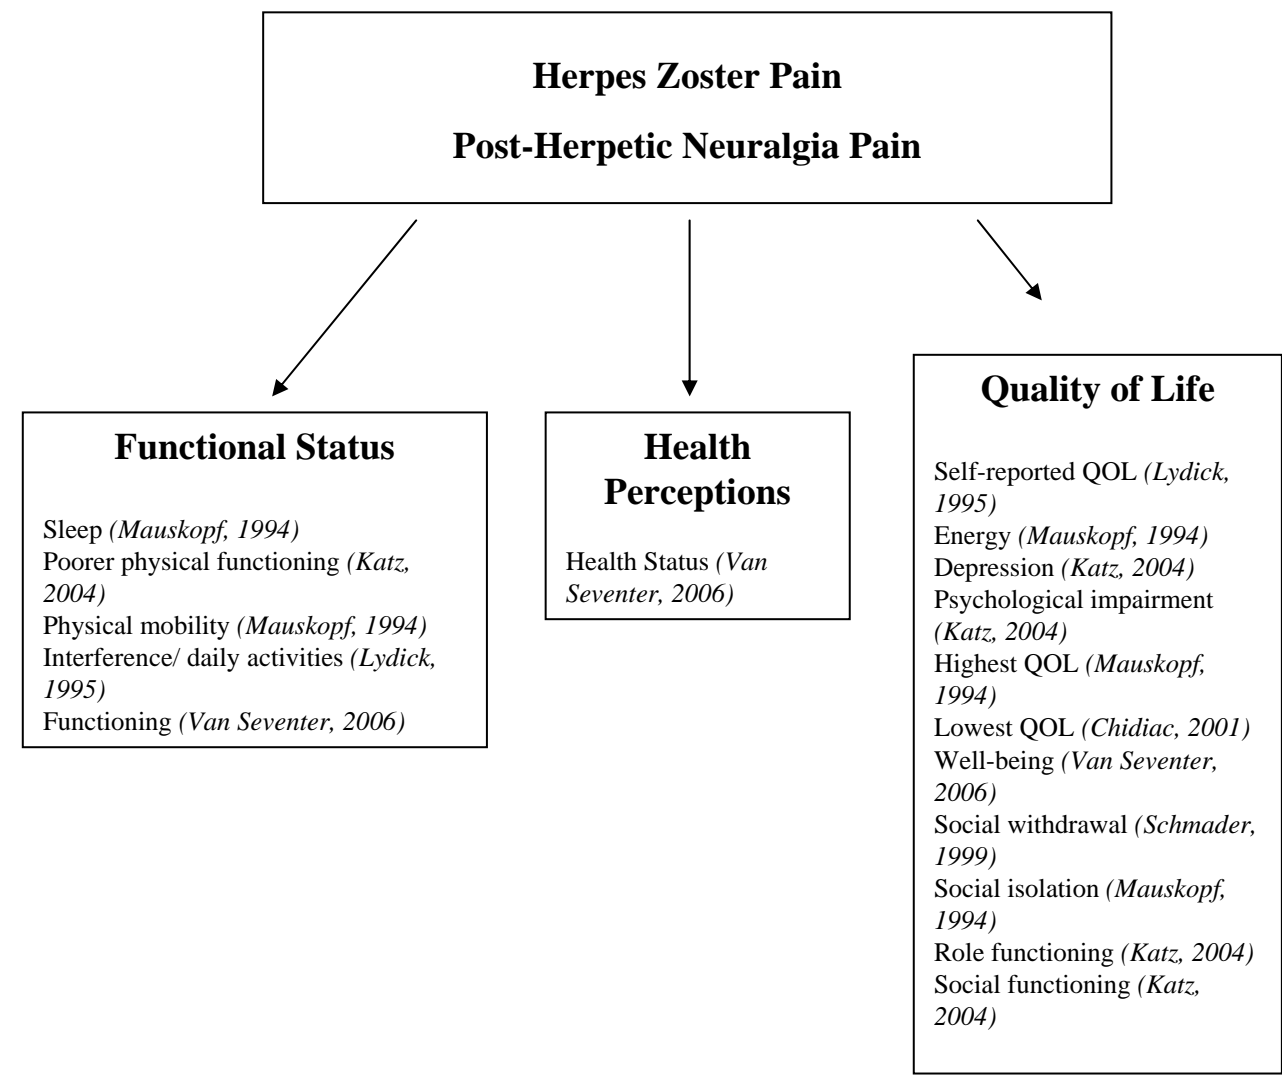 Herpes Zoster Pain
Post-Herpetic Neuralgia Pain
Functional Status
Sleep (Mauskopf, 1994)
Poorer physical functioning (Katz,
2004)
Physical mobility (Mauskopf, 1994)
Interference/ daily activities (Lydick,
1995)
Functioning (Van Seventer, 2006)
Health
Perceptions
Health Status (Van
Seventer, 2006)
Quality of Life
Self-reported QOL (Lydick,
1995)
Energy (Mauskopf, 1994)
Depression (Katz, 2004)
Psychological impairment
(Katz, 2004)
Highest QOL (Mauskopf,
1994)
Lowest QOL (Chidiac, 2001)
Well-being (Van Seventer,
2006)
Social withdrawal (Schmader,
1999)
Social isolation (Mauskopf,
1994)
Role functioning (Katz, 2004)
Social functioning (Katz,
2004)